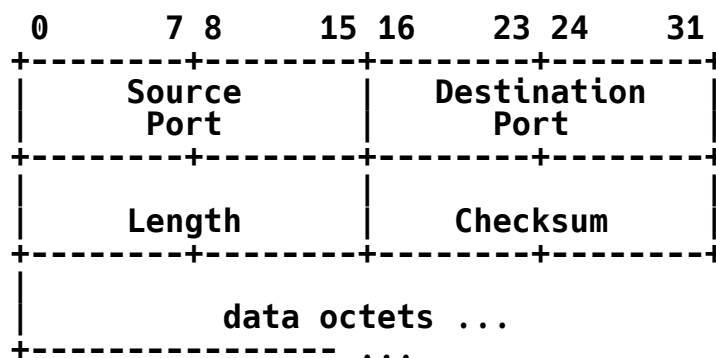 0 7 8 15 16 23 24 31
+--------+--------+--------+--------+
| Source | Destination |
| Port | Port |
+--------+--------+--------+--------+
| | |
| Length | Checksum |
+--------+--------+--------+--------+
|
| data octets ...
+---------------- ...